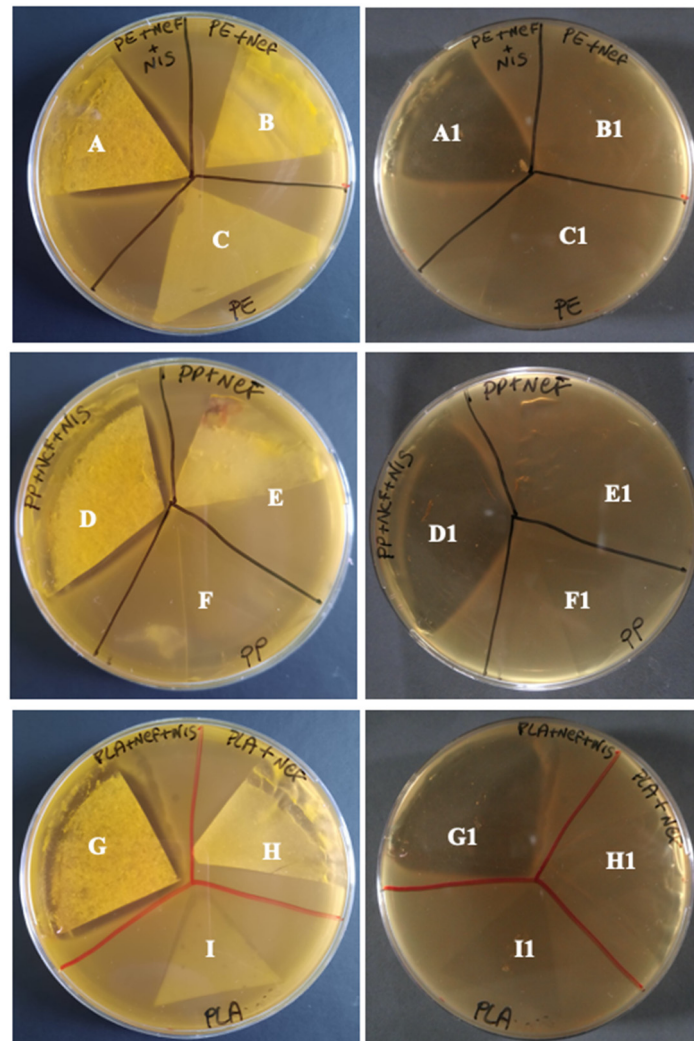 PE+NeF
+
NIS
PE+NeF
A
B
C
PE
PE+NeF
+
NIS
PE+NeF
A1
B1
C1
PE
PP+NeF+NIS
PP+NeF
D
E
F
PP
PP+NeF+NIS
PP+NeF
D1
E1
F1
PP
PLA+NeF+NIS
PLA+NeF
G
H
I
PLA
PLA+NeF+NIS
PLA+NeF
G1
H1
I1
PLA